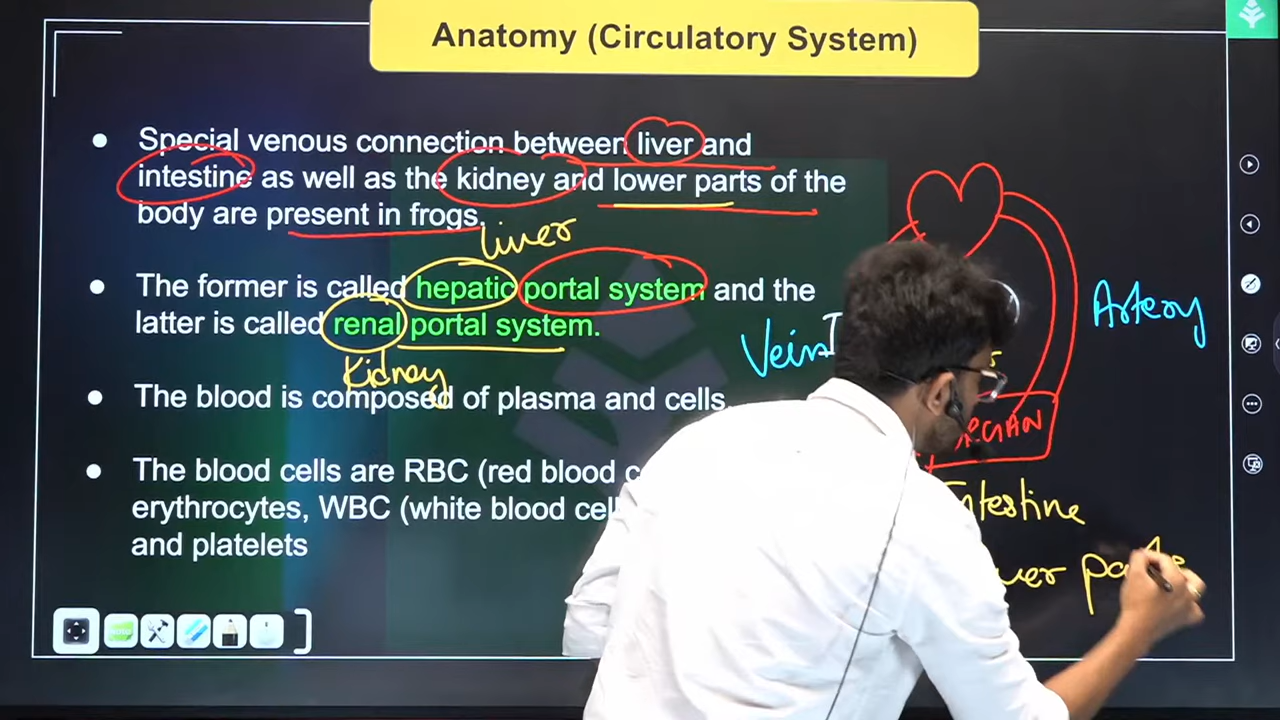 Anatomy (Circulatory System)
Special venous connection between liver and
intestine as well as the kidney and lower parts of the
body are present in frogs.
liver
The former is called hepatic portal system and the
latter is called renal portal system.
Kidney
The blood is composed of plasma and cells.
The blood cells are RBC (red blood
erythrocytes, WBC (white blood cel
and platelets
Artery
Vein